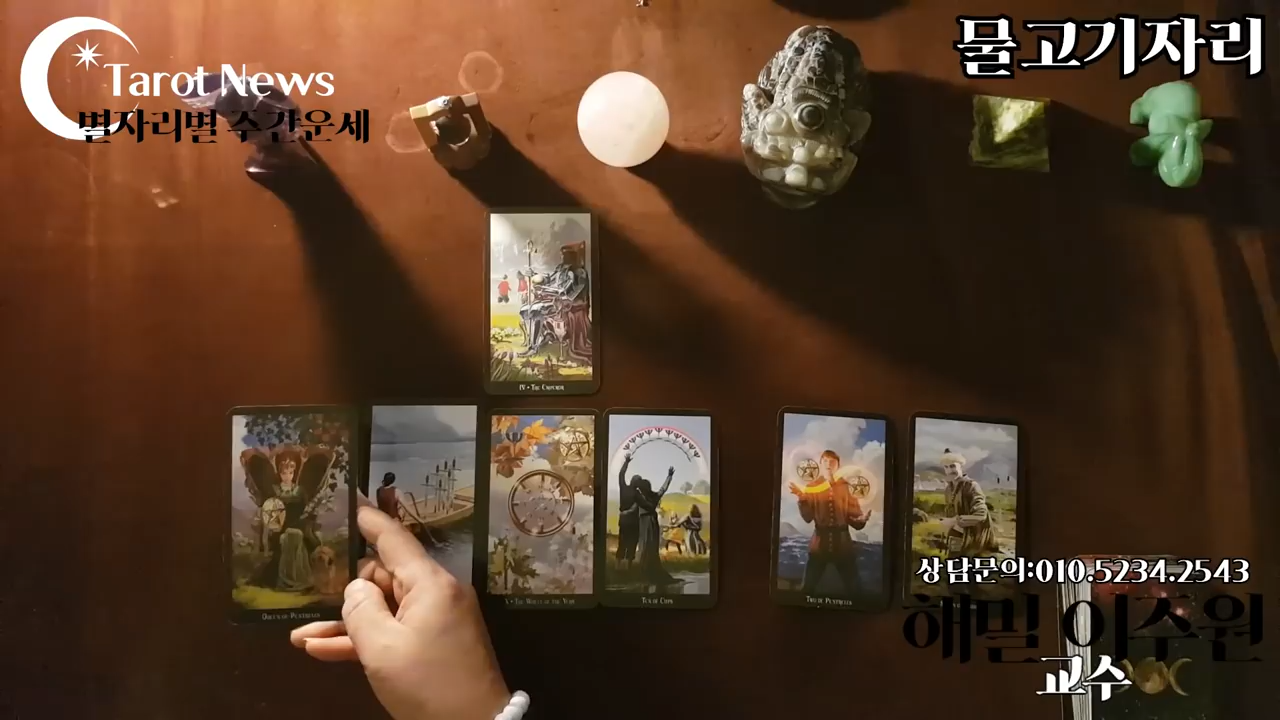 Tarot News
별자리별 주간운세
물고기자리
IV • THE EMPEROR
QUEEN OF PENTACLES
X • THE WHEEL OF THE YEAR
TEN OF CUPS
TWO OF PENTACLES
상담문의:010.5234.2543
해밀 이수원
교수